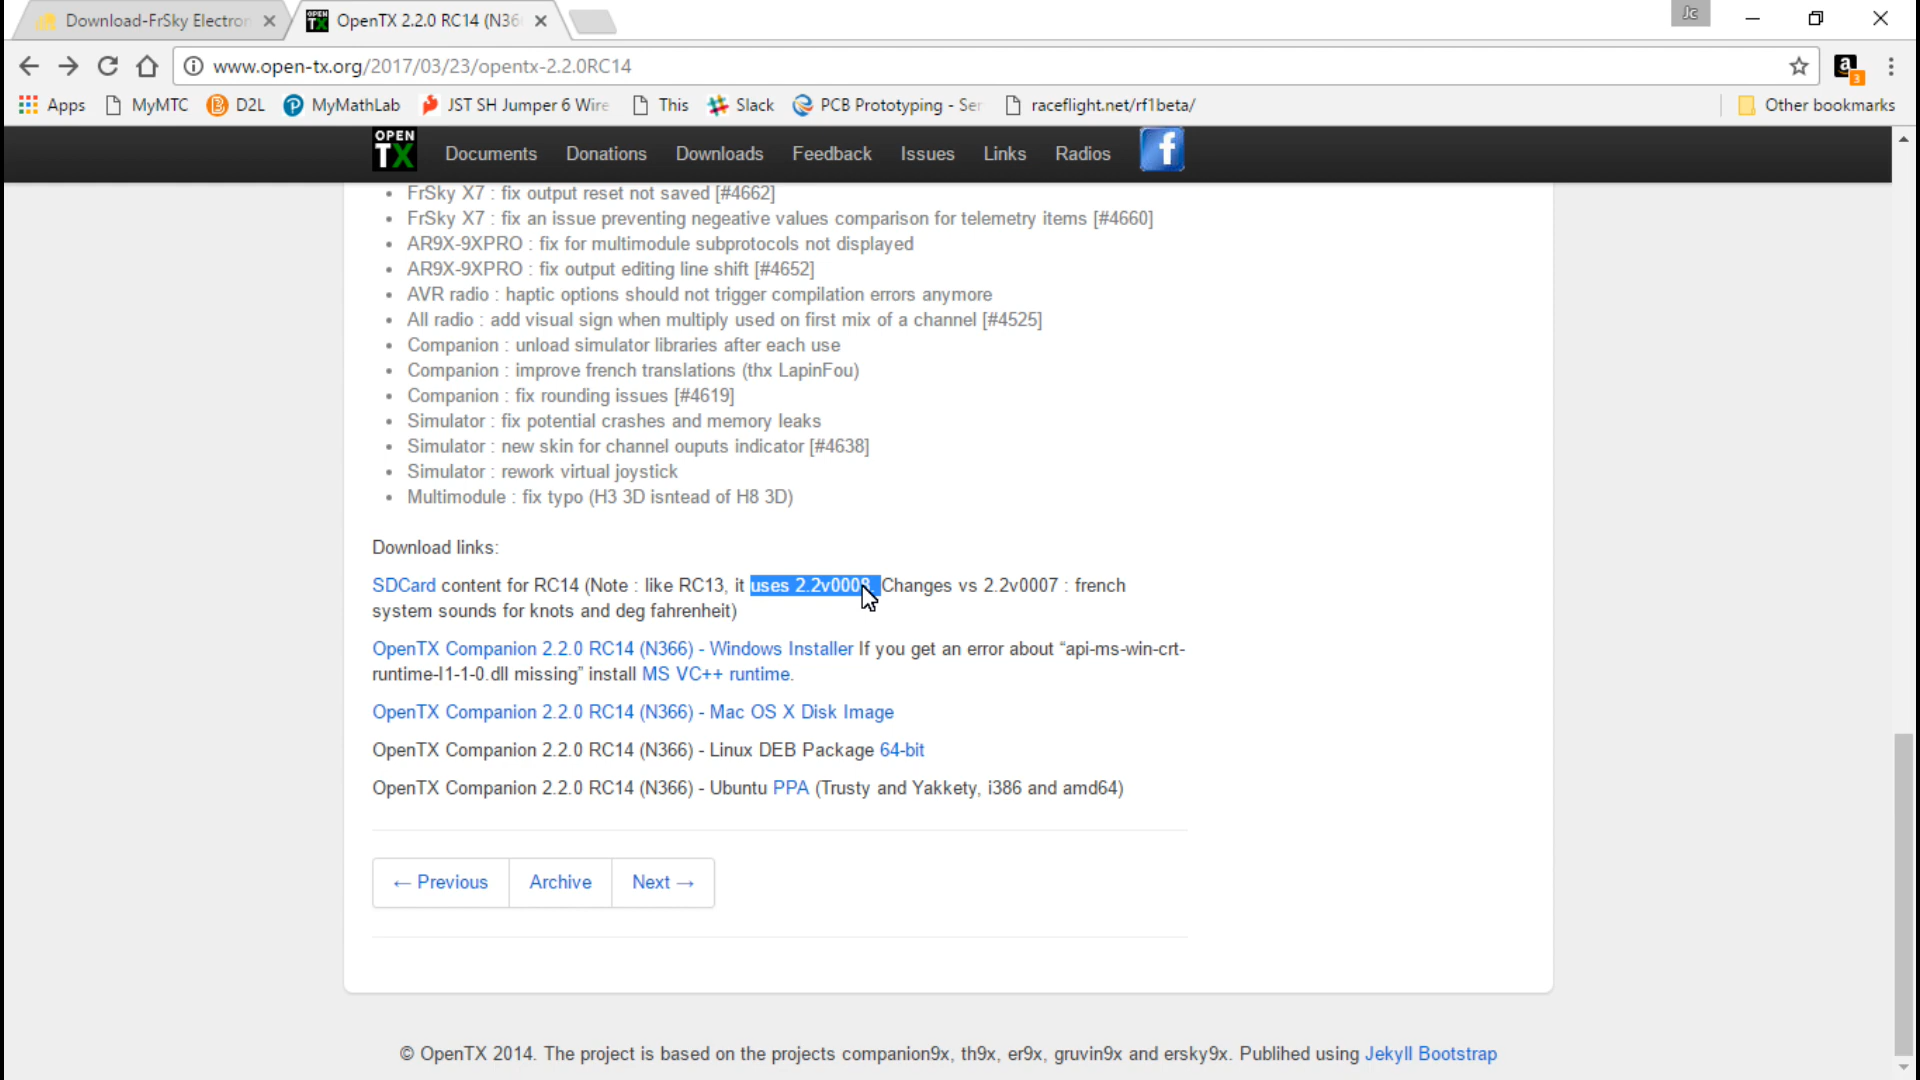 Download-FrSky Electron
OpenTX 2.2.0 RC14 (N36
Jc
www.open-tx.org/2017/03/23/opentx-2.2.0RC14
a
3
Apps MyMTC D2L MyMathLab JST SH Jumper 6 Wire This Slack PCB Prototyping - Ser raceflight.net/rf1beta/ Other bookmarks
OPEN
TX
Documents Donations Downloads Feedback Issues Links Radios f
• FrSky X7 : fix output reset not saved [#4662]
• FrSky X7 : fix an issue preventing negeative values comparison for telemetry items [#4660]
• AR9X-9XPRO : fix for multimodule subprotocols not displayed
• AR9X-9XPRO : fix output editing line shift [#4652]
• AVR radio : haptic options should not trigger compilation errors anymore
• All radio : add visual sign when multiply used on first mix of a channel [#4525]
• Companion : unload simulator libraries after each use
• Companion : improve french translations (thx LapinFou)
• Companion : fix rounding issues [#4619]
• Simulator : fix potential crashes and memory leaks
• Simulator : new skin for channel ouputs indicator [#4638]
• Simulator : rework virtual joystick
• Multimodule : fix typo (H3 3D isntead of H8 3D)
Download links:
SDCard content for RC14 (Note : like RC13, it uses 2.2v0008. Changes vs 2.2v0007 : french
system sounds for knots and deg fahrenheit)
OpenTX Companion 2.2.0 RC14 (N366) - Windows Installer If you get an error about “api-ms-win-crt-
runtime-l1-1-0.dll missing” install MS VC++ runtime.
OpenTX Companion 2.2.0 RC14 (N366) - Mac OS X Disk Image
OpenTX Companion 2.2.0 RC14 (N366) - Linux DEB Package 64-bit
OpenTX Companion 2.2.0 RC14 (N366) - Ubuntu PPA (Trusty and Yakkety, i386 and amd64)
← Previous Archive Next →
© OpenTX 2014. The project is based on the projects companion9x, th9x, er9x, gruvin9x and ersky9x. Publihed using Jekyll Bootstrap